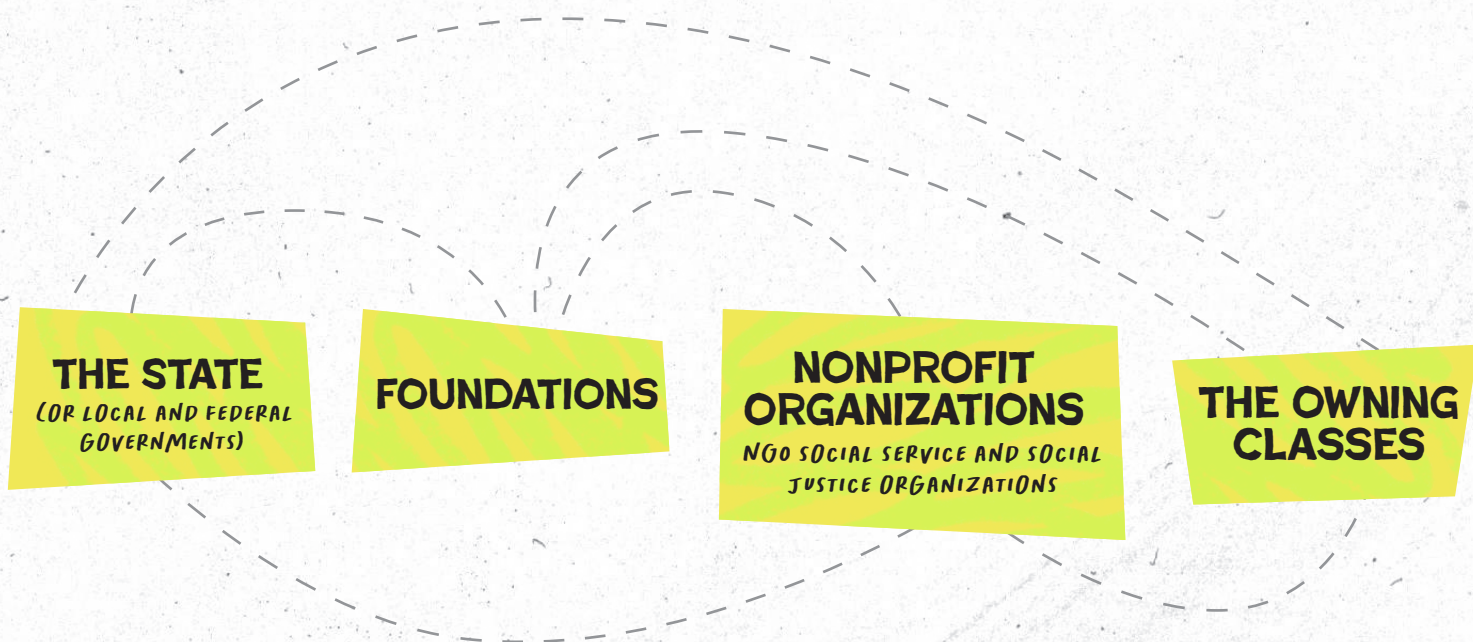 THE STATE
(OR LOCAL AND FEDERAL
GOVERNMENTS)
FOUNDATIONS
NONPROFIT
ORGANIZATIONS
NGO SOCIAL SERVICE AND SOCIAL
JUSTICE ORGANIZATIONS
THE OWNING
CLASSES